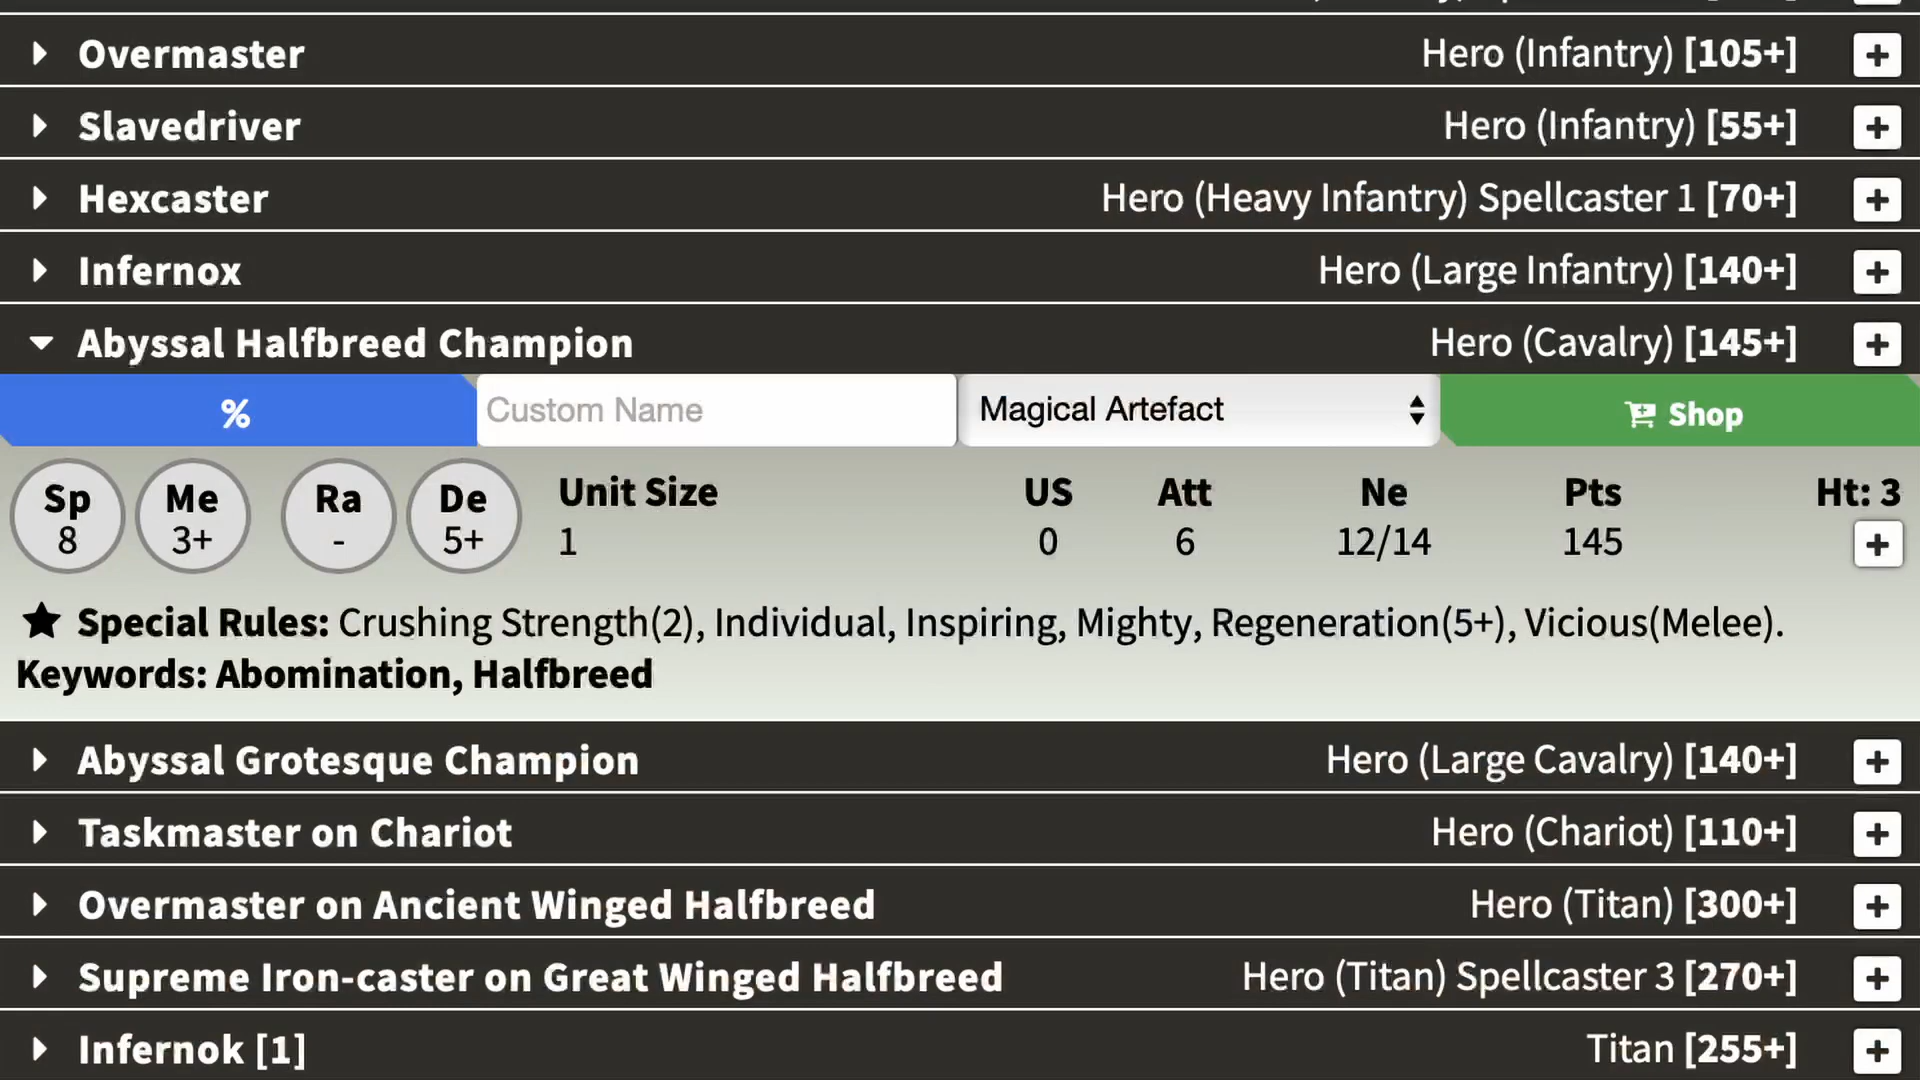 Overmaster Hero (Infantry) [105+] +
Slavedriver Hero (Infantry) [55+] +
Hexcaster Hero (Heavy Infantry) Spellcaster 1 [70+] +
Infernox Hero (Large Infantry) [140+] +
Abyssal Halfbreed Champion Hero (Cavalry) [145+] +
% Custom Name Magical Artefact Shop
Sp Me Ra De Unit Size US Att Ne Pts Ht: 3
8 3+ - 5+ 1 0 6 12/14 145 +
Special Rules: Crushing Strength(2), Individual, Inspiring, Mighty, Regeneration(5+), Vicious(Melee).
Keywords: Abomination, Halfbreed
Abyssal Grotesque Champion Hero (Large Cavalry) [140+] +
Taskmaster on Chariot Hero (Chariot) [110+] +
Overmaster on Ancient Winged Halfbreed Hero (Titan) [300+] +
Supreme Iron-caster on Great Winged Halfbreed Hero (Titan) Spellcaster 3 [270+] +
Infernok [1] Titan [255+] +